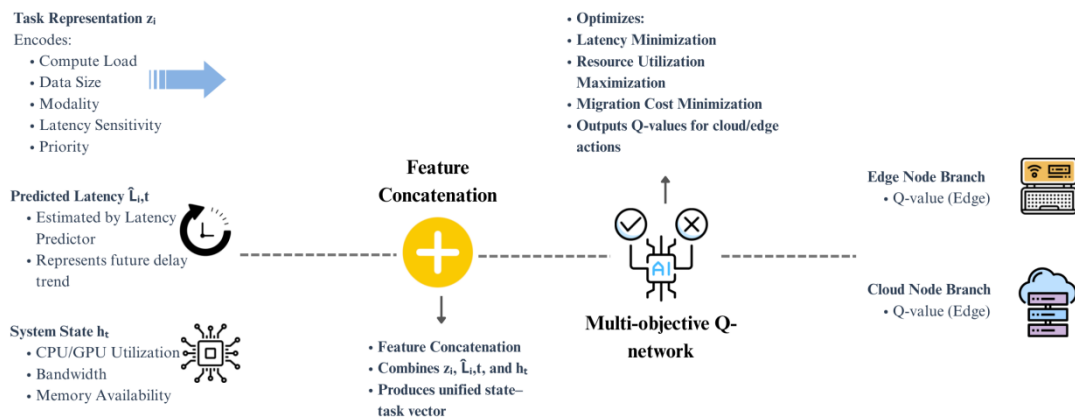 Task Representation zᵢ
Encodes:
• Compute Load
• Data Size
• Modality
• Latency Sensitivity
• Priority
Predicted Latency L̂ᵢ,t
• Estimated by Latency
Predictor
• Represents future delay
trend
System State hₜ
• CPU/GPU Utilization
• Bandwidth
• Memory Availability
Feature
Concatenation
• Feature Concatenation
• Combines zᵢ, L̂ᵢ,t, and hₜ
• Produces unified state–
task vector
• Optimizes:
• Latency Minimization
• Resource Utilization
Maximization
• Migration Cost Minimization
• Outputs Q-values for cloud/edge
actions
AI
Multi-objective Q-
network
Edge Node Branch
• Q-value (Edge)
Cloud Node Branch
• Q-value (Edge)